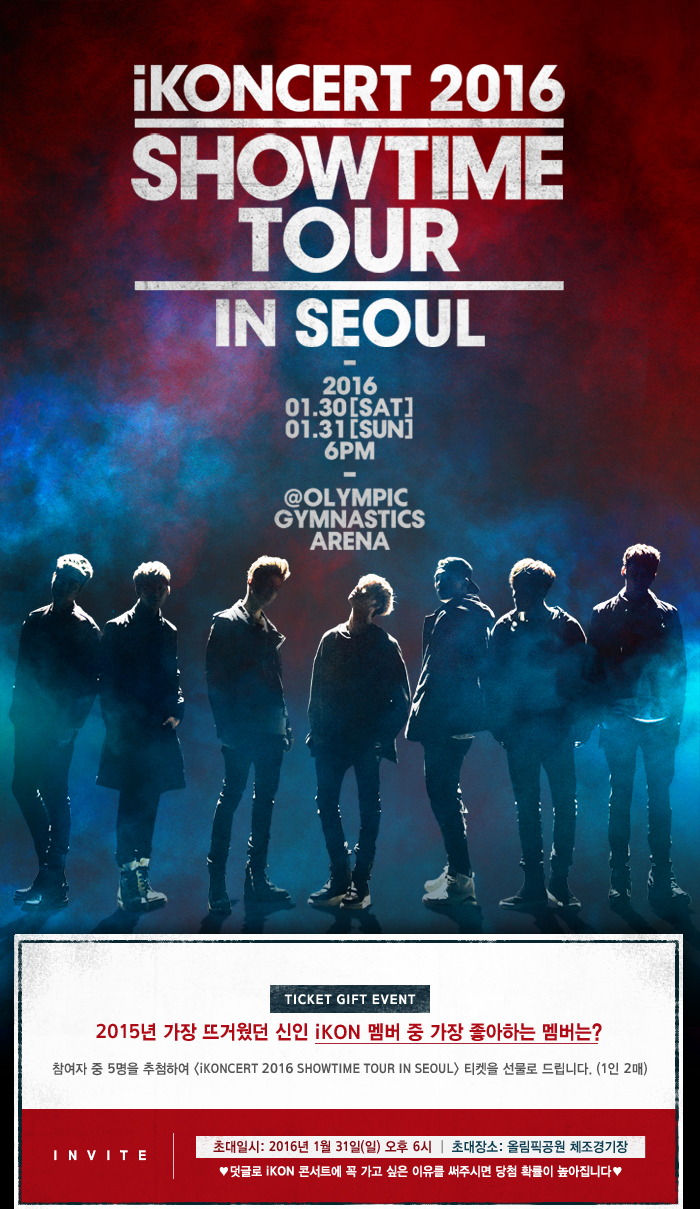 iKONCERT 2016
SHOWTIME
TOUR
IN SEOUL
2016
01.30[SAT]
01.31[SUN]
6PM
@OLYMPIC
GYMNASTICS
ARENA
TICKET GIFT EVENT
2015년 가장 뜨거웠던 신인 iKON 멤버 중 가장 좋아하는 멤버는?
참여자 중 5명을 추첨하여 <iKONCERT 2016 SHOWTIME TOUR IN SEOUL> 티켓을 선물로 드립니다. (1인 2매)
INVITE
초대일시: 2016년 1월 31일(일) 오후 6시 | 초대장소: 올림픽공원 체조경기장
♥덧글로 iKON 콘서트에 꼭 가고 싶은 이유를 써주시면 당첨 확률이 높아집니다♥